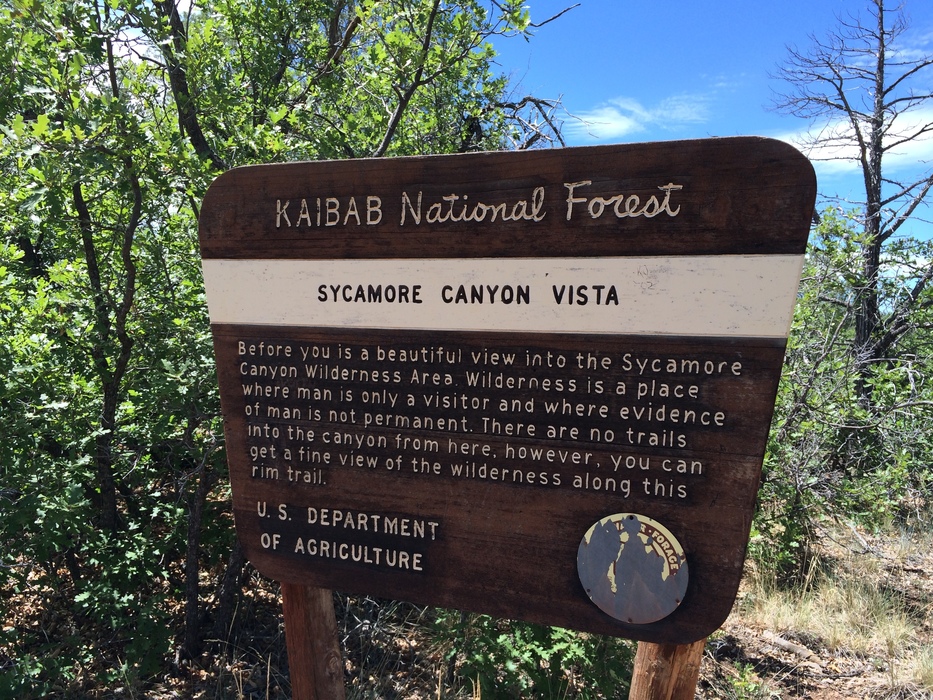 KAIBAB National Forest
SYCAMORE CANYON VISTA
Before you is a beautiful view into the Sycamore
Canyon Wilderness Area. Wilderness is a place
where man is only a visitor and where evidence
of man is not permanent. There are no trails
into the canyon from here, however, you can
get a fine view of the wilderness along this
rim trail.
U.S. DEPARTMENT
OF AGRICULTURE
FORAGE